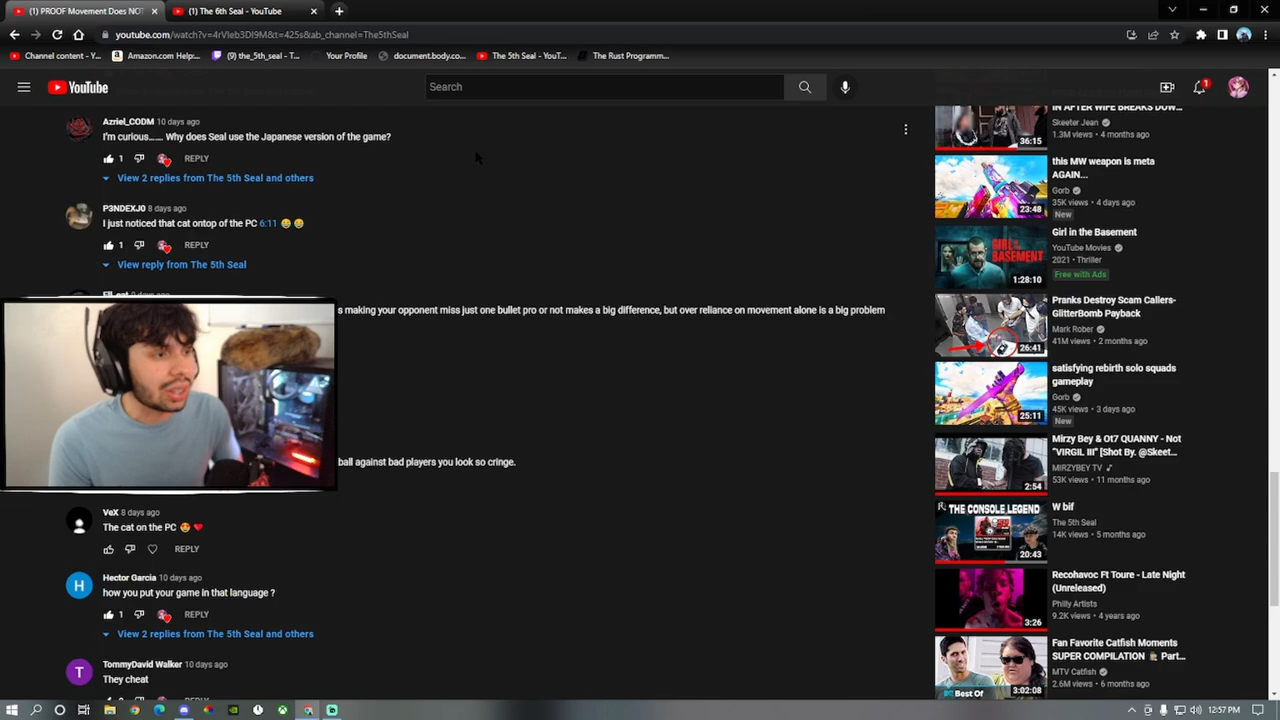 (1) PROOF Movement Does NOT
(1) The 6th Seal - YouTube
youtube.com/watch?v=4rVIeb3DI9M&t=425s&ab_channel=The5thSeal
Channel content - Y...
Amazon.com Help:...
(9) the_5th_seal - T...
Your Profile
document.body.co...
The 5th Seal - YouT...
The Rust Programm...
YouTube
Search
1
Azriel_CODM 10 days ago
I'm curious...... Why does Seal use the Japanese version of the game?
1 REPLY
View 2 replies from The 5th Seal and others
P3NDEXJ0 8 days ago
I just noticed that cat ontop of the PC 6:11 😂 😂
1 REPLY
View reply from The 5th Seal
s making your opponent miss just one bullet pro or not makes a big difference, but over reliance on movement alone is a big problem
ball against bad players you look so cringe.
VeX 8 days ago
The cat on the PC 😍 ❤
REPLY
Hector Garcia 10 days ago
how you put your game in that language ?
1 REPLY
View 2 replies from The 5th Seal and others
TommyDavid Walker 10 days ago
They cheat
REPLY
IN AFTER WIFE BREAKS DOW...
Skeeter Jean
1.3M views • 4 months ago
36:15
this MW weapon is meta
AGAIN...
Gorb
35K views • 4 days ago
New
23:48
Girl in the Basement
YouTube Movies
2021 • Thriller
Free with Ads
GIRL IN THE BASEMENT
1:28:10
Pranks Destroy Scam Callers-
GlitterBomb Payback
Mark Rober
41M views • 2 months ago
26:41
satisfying rebirth solo squads
gameplay
Gorb
45K views • 3 days ago
New
25:11
Mirzy Bey & Ot7 QUANNY - Not
"VIRGIL III" [Shot By. @Skeet...
MIRZYBEY TV
53K views • 11 months ago
2:54
W bif
The 5th Seal
14K views • 5 months ago
THE CONSOLE LEGEND
20:43
Recohavoc Ft Toure - Late Night
(Unreleased)
Philly Artists
9.2K views • 4 years ago
3:26
Fan Favorite Catfish Moments
SUPER COMPILATION Part...
MTV Catfish
2.6M views • 6 months ago
Best Of
3:02:08
12:57 PM